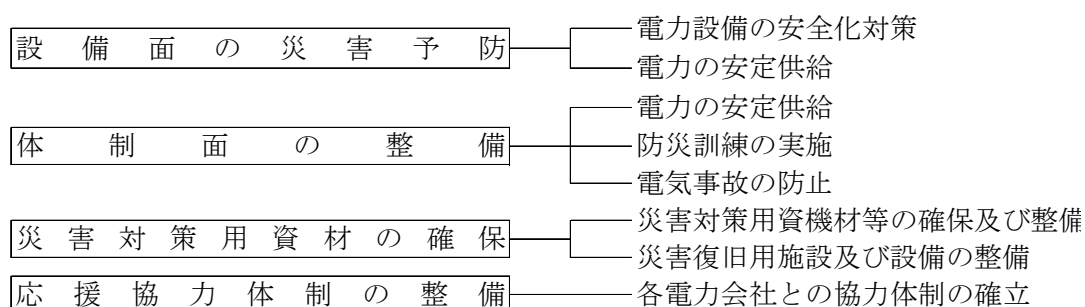 設備面の災害予防
電力設備の安全化対策
電力の安定供給
体制面の整備
電力の安定供給
防災訓練の実施
電気事故の防止
災害対策用資材の確保
災害対策用資機材等の確保及び整備
災害復旧用施設及び設備の整備
応援協力体制の整備
各電力会社との協力体制の確立